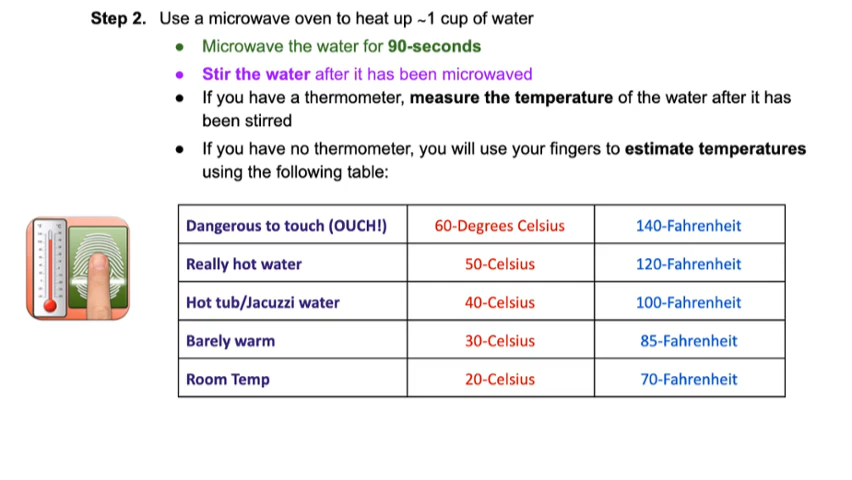 Step 2. Use a microwave oven to heat up ~1 cup of water
● Microwave the water for 90-seconds
● Stir the water after it has been microwaved
● If you have a thermometer, measure the temperature of the water after it has
been stirred
● If you have no thermometer, you will use your fingers to estimate temperatures
using the following table:
Dangerous to touch (OUCH!) 60-Degrees Celsius 140-Fahrenheit
Really hot water 50-Celsius 120-Fahrenheit
Hot tub/Jacuzzi water 40-Celsius 100-Fahrenheit
Barely warm 30-Celsius 85-Fahrenheit
Room Temp 20-Celsius 70-Fahrenheit